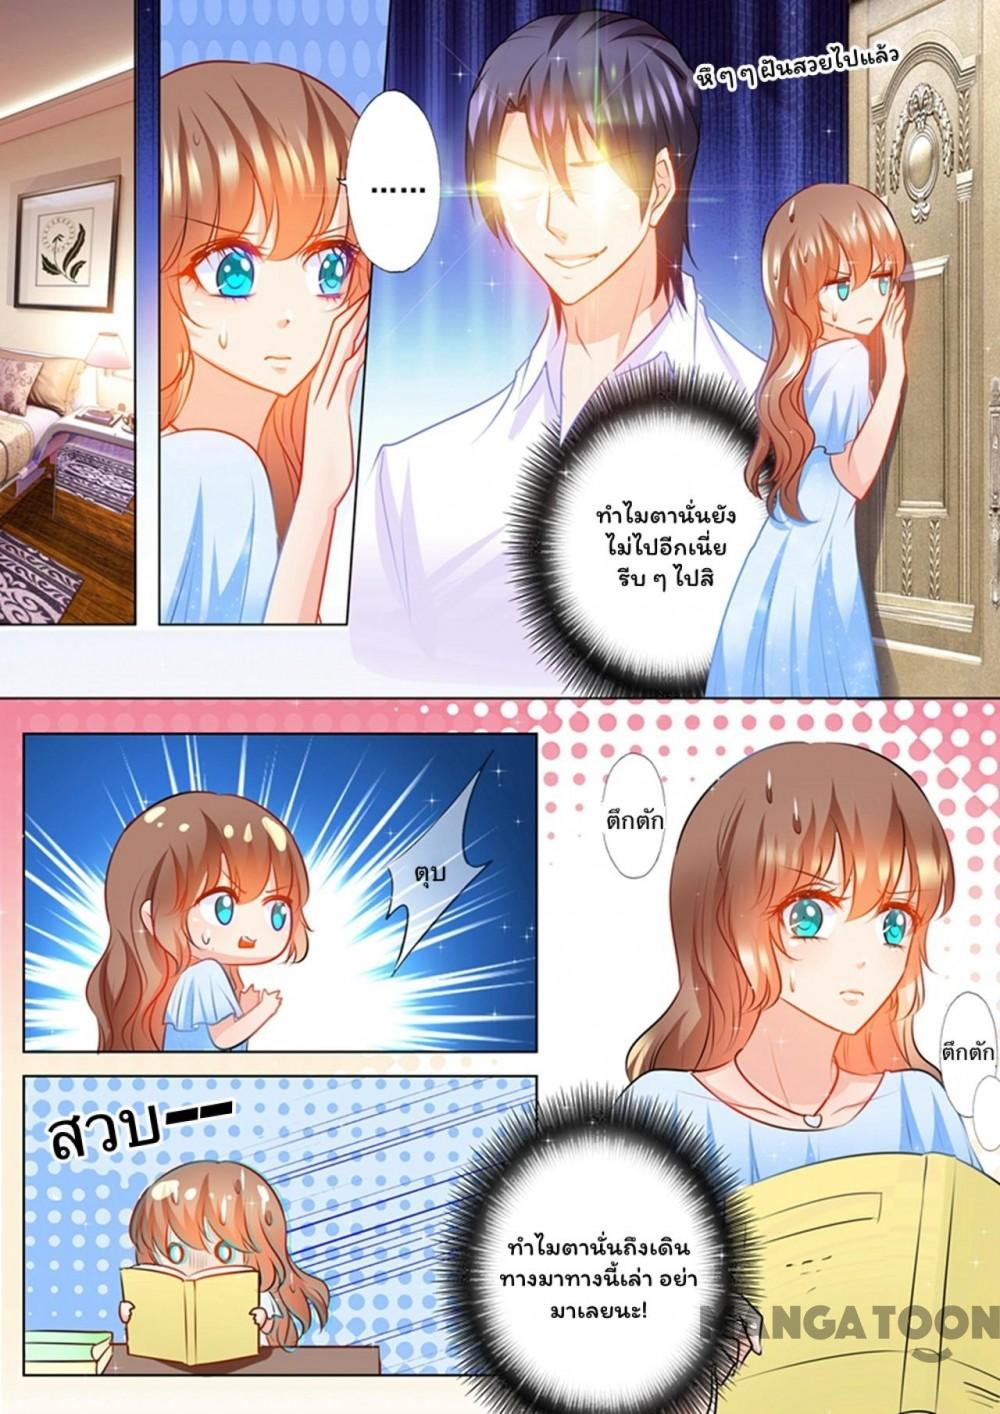 หึ ๆ ๆ ฝันสวยไปแล้ว
......
ทำไมตานั่นยัง
ไม่ไปอีกเนี่ย
รีบ ๆ ไปสิ
ตุบ
ตึกตัก
ตึกตัก
สวบ--
ทำไมตานั่นถึงเดิน
ทางมาทางนี้เล่า อย่า
มาเลยนะ!
MANGATOON